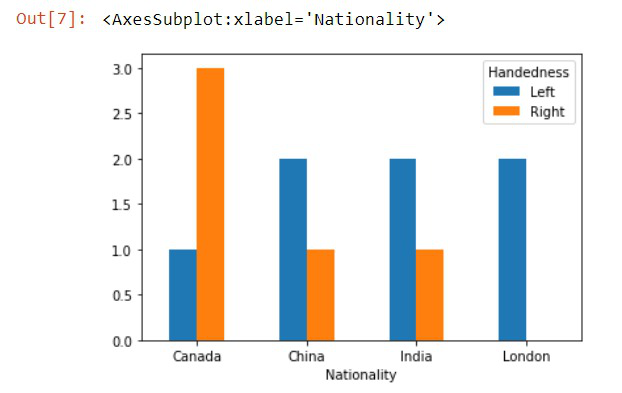 Out[7]: <AxesSubplot:xlabel='Nationality'>
3.0
2.5
2.0
1.5
1.0
0.5
0.0
Handedness
Left
Right
Canada China India London
Nationality